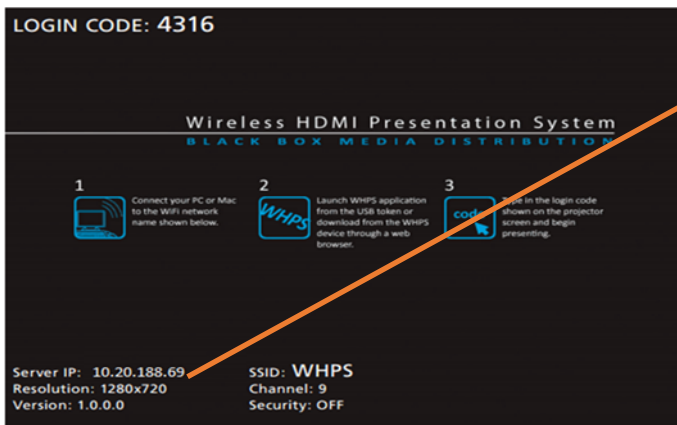 LOGIN CODE: 4316
Wireless HDMI Presentation System
BLACK BOX MEDIA DISTRIBUTION
1
Connect your PC or Mac
to the WiFi network
name shown below.
2
WHPS
Launch WHPS application
from the USB token or
download from the WHPS
device through a web
browser.
3
code
Type in the login code
shown on the projector
screen and begin
presenting.
Server IP: 10.20.188.69
Resolution: 1280x720
Version: 1.0.0.0
SSID: WHPS
Channel: 9
Security: OFF